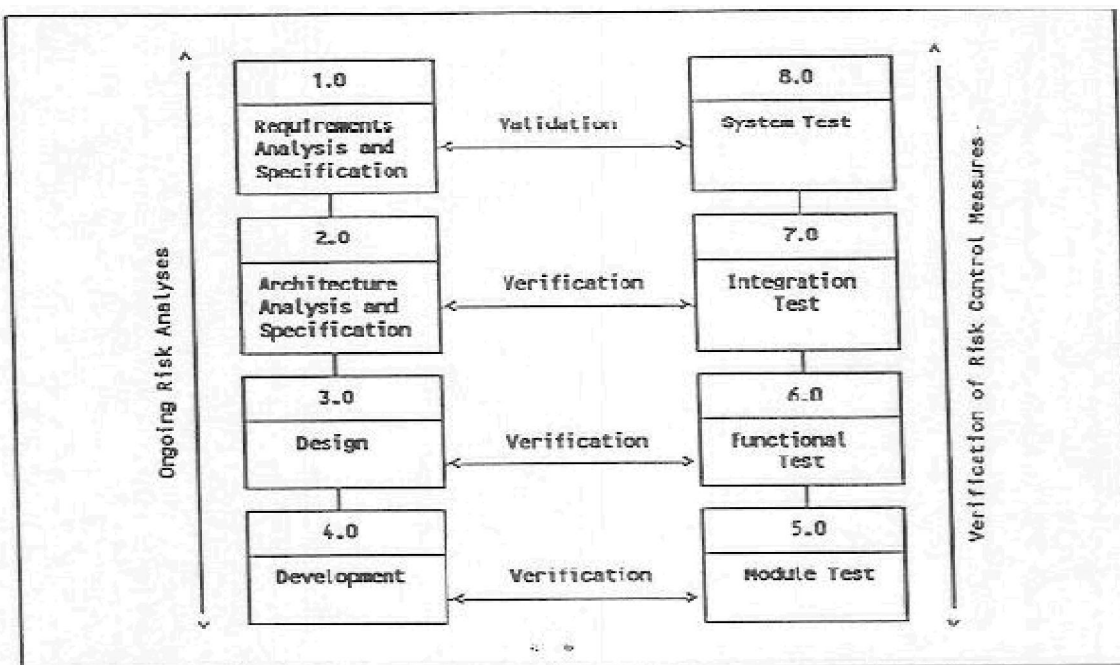 1.0
Requirements
Analysis and
Specification
Validation
8.0
System Test
2.0
Architecture
Analysis and
Specification
Verification
7.0
Integration
Test
3.0
Design
Verification
6.0
Functional
Test
4.0
Development
Verification
5.0
Module Test
Ongoing Risk Analyses
Verification of Risk Control Measures